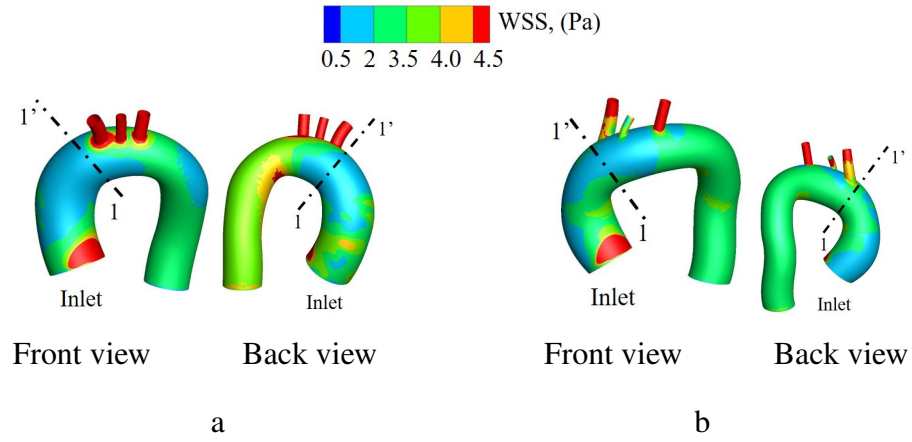 WSS, (Pa)
0.5 2 3.5 4.0 4.5
1’ 1’ 1’ 1’
1 1 1 1
Inlet Inlet Inlet Inlet
Front view Back view Front view Back view
a b